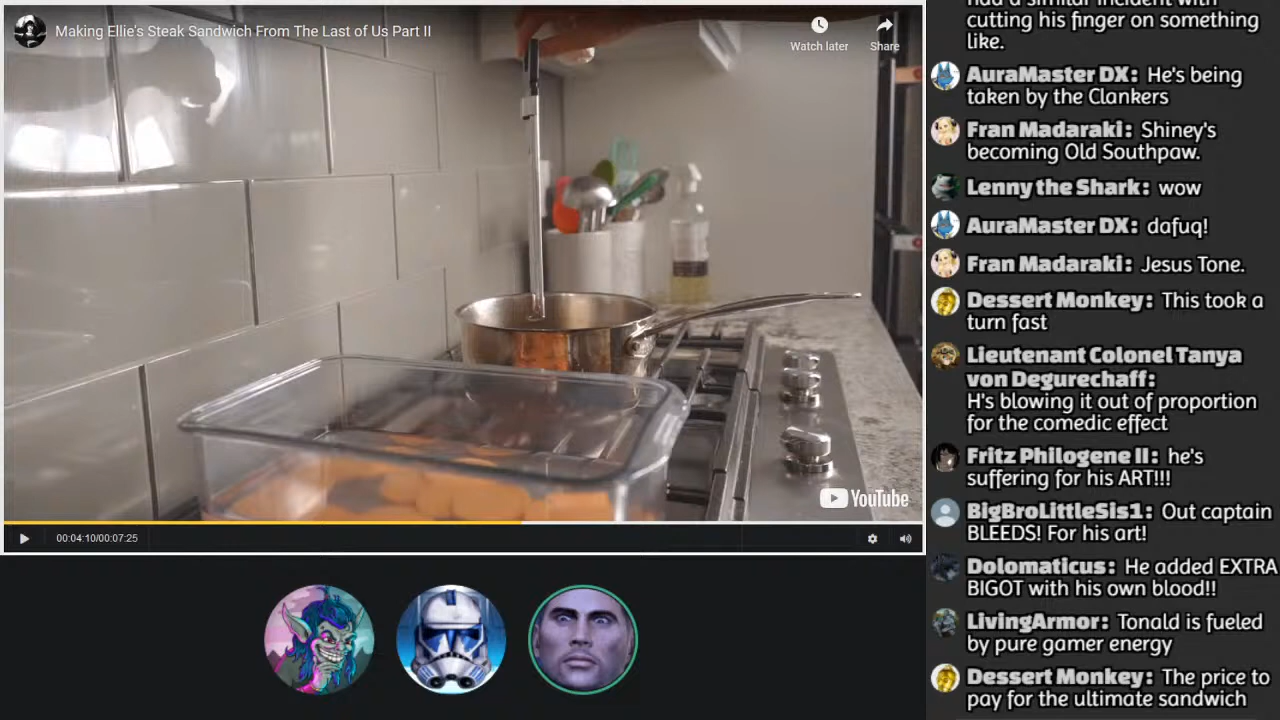 Making Ellie's Steak Sandwich From The Last of Us Part II
Watch later
Share
YouTube
00:04:10/00:07:25
had a similar incident with
cutting his finger on something
like.
AuraMaster DX: He's being
taken by the Clankers
Fran Madaraki: Shiney's
becoming Old Southpaw.
Lenny the Shark: wow
AuraMaster DX: dafuq!
Fran Madaraki: Jesus Tone.
Dessert Monkey: This took a
turn fast
Lieutenant Colonel Tanya
von Degurechaff:
H's blowing it out of proportion
for the comedic effect
Fritz Philogene II: he's
suffering for his ART!!!
BigBroLittleSis1: Out captain
BLEEDS! For his art!
Dolomaticus: He added EXTRA
BIGOT with his own blood!!
LivingArmor: Tonald is fueled
by pure gamer energy
Dessert Monkey: The price to
pay for the ultimate sandwich